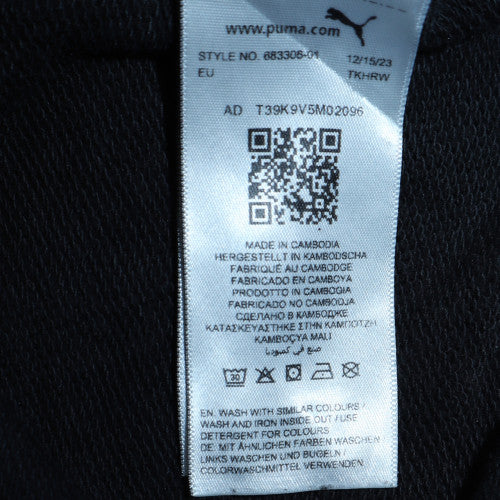 www.puma.com
STYLE NO. 683306-01 12/15/23
EU TKHRW
AD T39K9V5M02096
MADE IN CAMBODIA
HERGESTELLT IN KAMBODSCHA
FABRIQUÉ AU CAMBODGE
FABRICADO EN CAMBOYA
PRODOTTO IN CAMBOGIA
FABRICADO NO CAMBODJA
СДЕЛАНО В КАМБОДЖЕ
ΚΑΤΑΣΚΕΥΑΣΤΗΚΕ ΣΤΗΝ ΚΑΜΠΟΤΖΗ
KAMBOÇYA MALI
صنع في كمبوديا
30
EN. WASH WITH SIMILAR COLOURS /
WASH AND IRON INSIDE OUT / USE
DETERGENT FOR COLOURS
DE. MIT ÄHNLICHEN FARBEN WASCHEN /
LINKS WASCHEN UND BÜGELN /
COLORWASCHMITTEL VERWENDEN